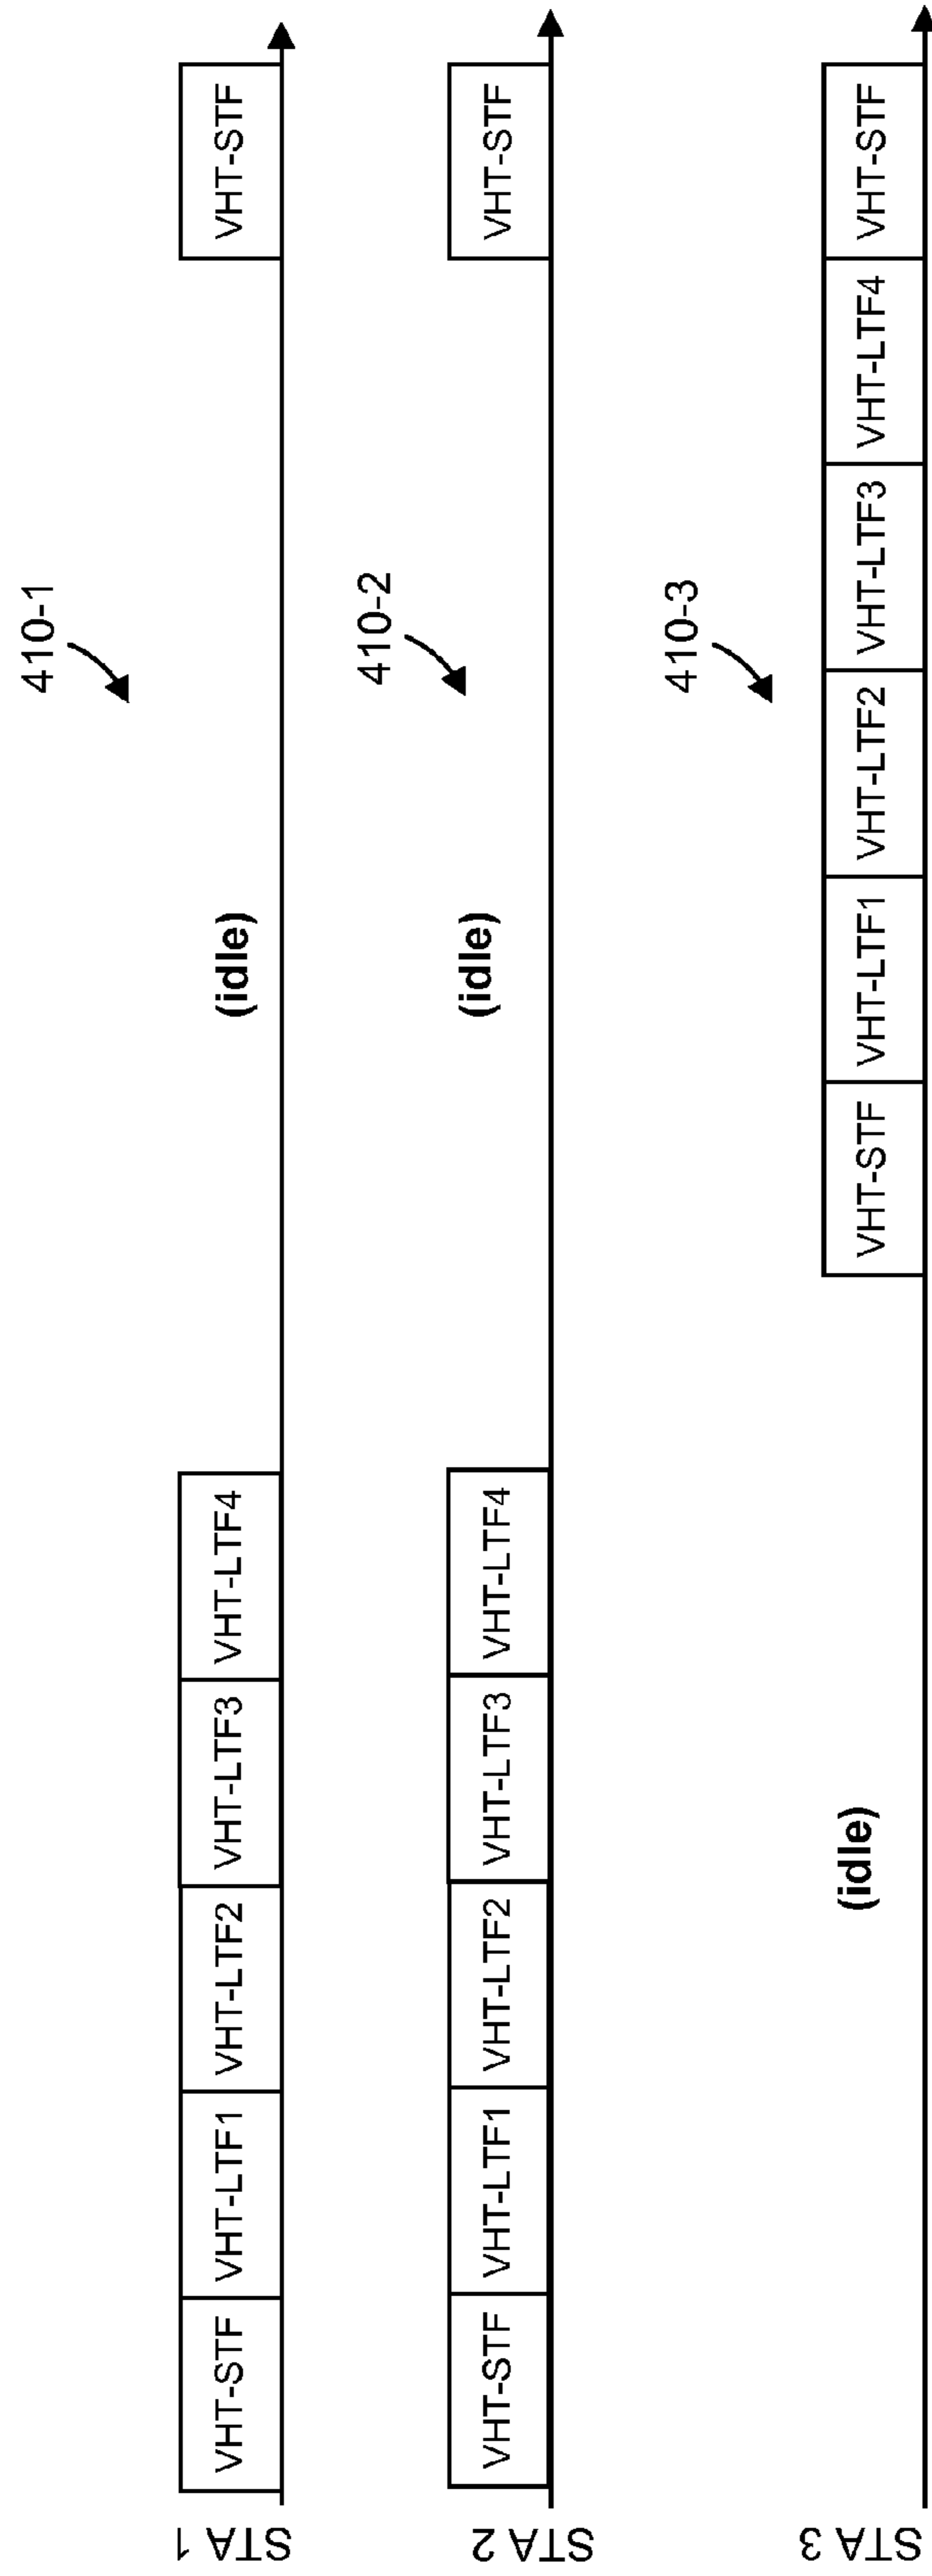 410-1
STA 1
VHT-STF
VHT-LTF1
VHT-LTF2
VHT-LTF3
VHT-LTF4
(idle)
VHT-STF
410-2
STA 2
VHT-STF
VHT-LTF1
VHT-LTF2
VHT-LTF3
VHT-LTF4
(idle)
VHT-STF
410-3
STA 3
(idle)
VHT-STF
VHT-LTF1
VHT-LTF2
VHT-LTF3
VHT-LTF4
VHT-STF